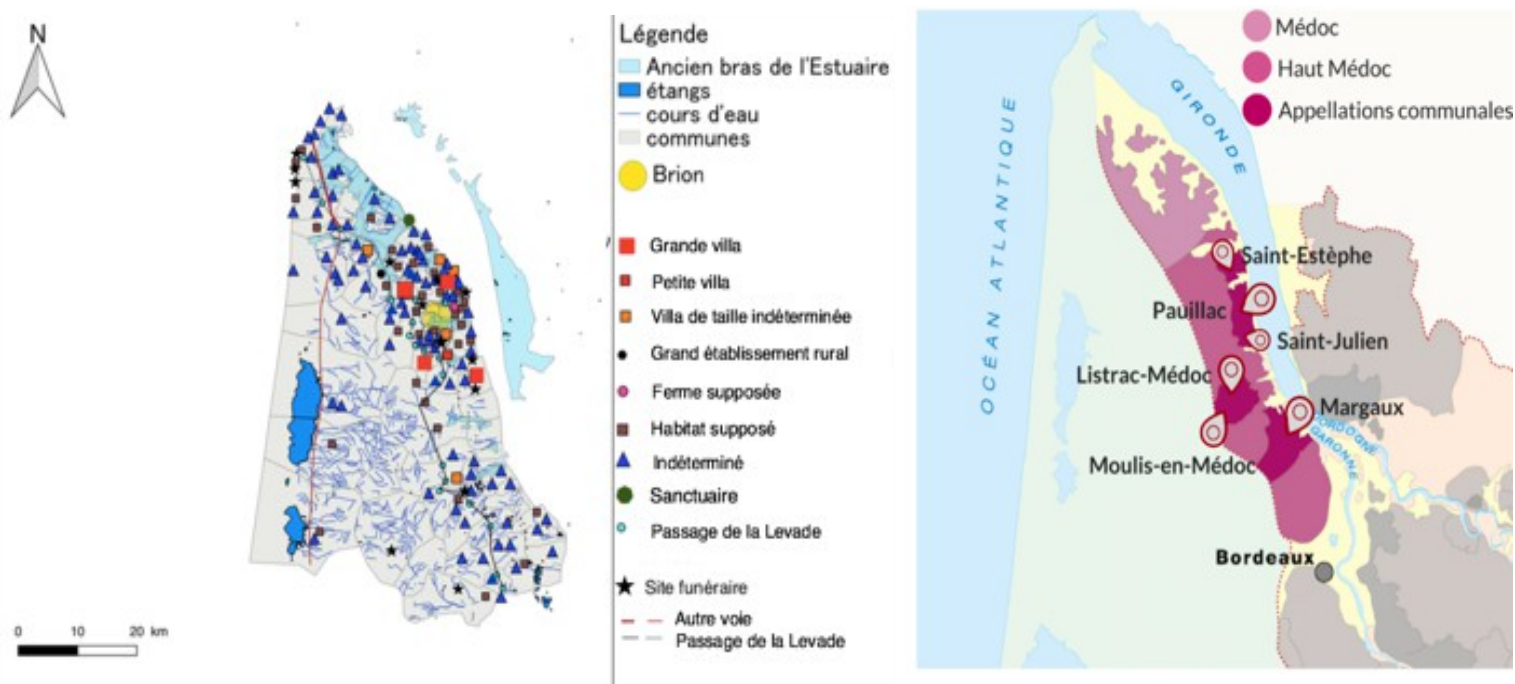 N
0 10 20 km
Légende
Ancien bras de l'Estuaire
étangs
cours d'eau
communes
Brion
Grande villa
Petite villa
Villa de taille indéterminée
Grand établissement rural
Ferme supposée
Habitat supposé
Indéterminé
Sanctuaire
Passage de la Levade
Site funéraire
Autre voie
Passage de la Levade
Médoc
Haut Médoc
Appellations communales
OCÉAN ATLANTIQUE
GIRONDE
Saint-Estèphe
Pauillac
Saint-Julien
Listrac-Médoc
Margaux
Moulis-en-Médoc
DORDOGNE
GARONNE
Bordeaux